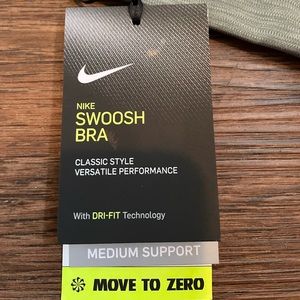 NIKE
SWOOSH
BRA
CLASSIC STYLE
VERSATILE PERFORMANCE
With DRI-FIT Technology
MEDIUM SUPPORT
MOVE TO ZERO